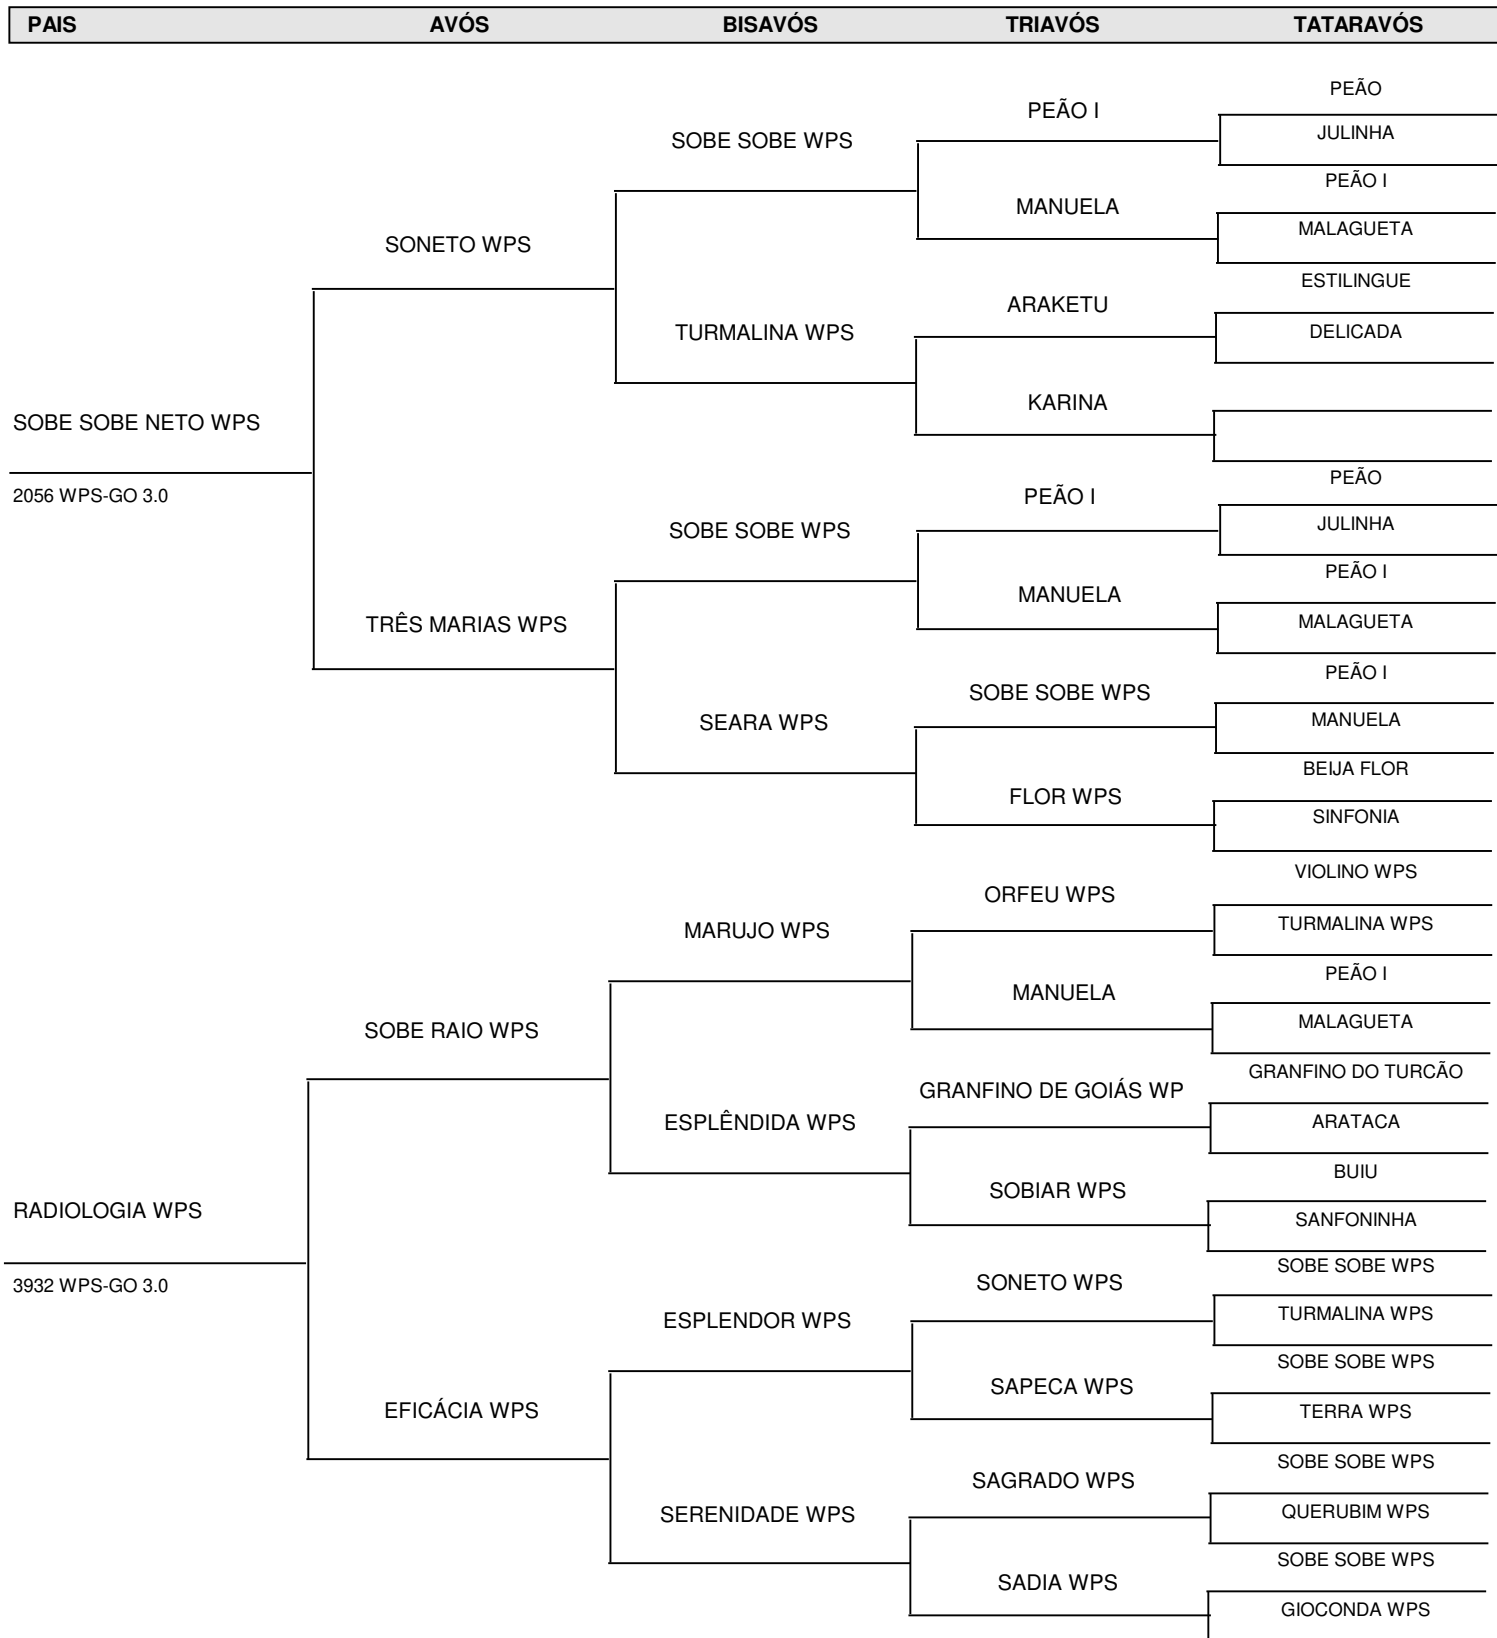 PAIS AVÓS BISAVÓS TRIAVÓS TATARAVÓS
PEÃO
PEÃO I
JULINHA
SOBE SOBE WPS
PEÃO I
MANUELA
MALAGUETA
SONETO WPS
ESTILINGUE
ARAKETU
TURMALINA WPS
DELICADA
KARINA
SOBE SOBE NETO WPS
PEÃO
2056 WPS-GO 3.0
PEÃO I
JULINHA
SOBE SOBE WPS
PEÃO I
MANUELA
MALAGUETA
TRÊS MARIAS WPS
PEÃO I
SOBE SOBE WPS
MANUELA
SEARA WPS
BEIJA FLOR
FLOR WPS
SINFONIA
VIOLINO WPS
ORFEU WPS
TURMALINA WPS
MARUJO WPS
PEÃO I
MANUELA
MALAGUETA
SOBE RAIO WPS
GRANFINO DO TURCÃO
GRANFINO DE GOIÁS WP
ARATACA
ESPLÊNDIDA WPS
BUIU
SOBIAR WPS
RADIOLOGIA WPS
SANFONINHA
SOBE SOBE WPS
3932 WPS-GO 3.0
SONETO WPS
TURMALINA WPS
ESPLENDOR WPS
SOBE SOBE WPS
SAPECA WPS
EFICÁCIA WPS
TERRA WPS
SOBE SOBE WPS
SAGRADO WPS
QUERUBIM WPS
SERENIDADE WPS
SOBE SOBE WPS
SADIA WPS
GIOCONDA WPS